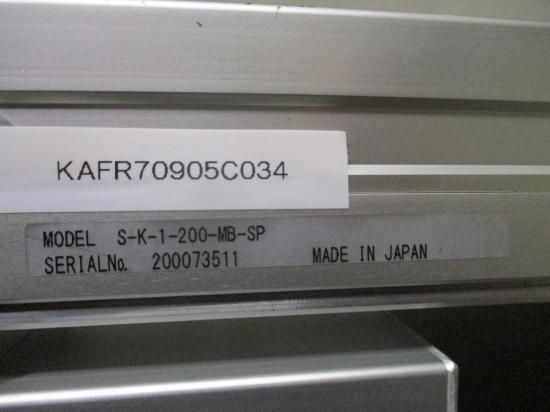 KAFR70905C034
MODEL S-K-1-200-MB-SP
SERIALNo. 200073511 MADE IN JAPAN